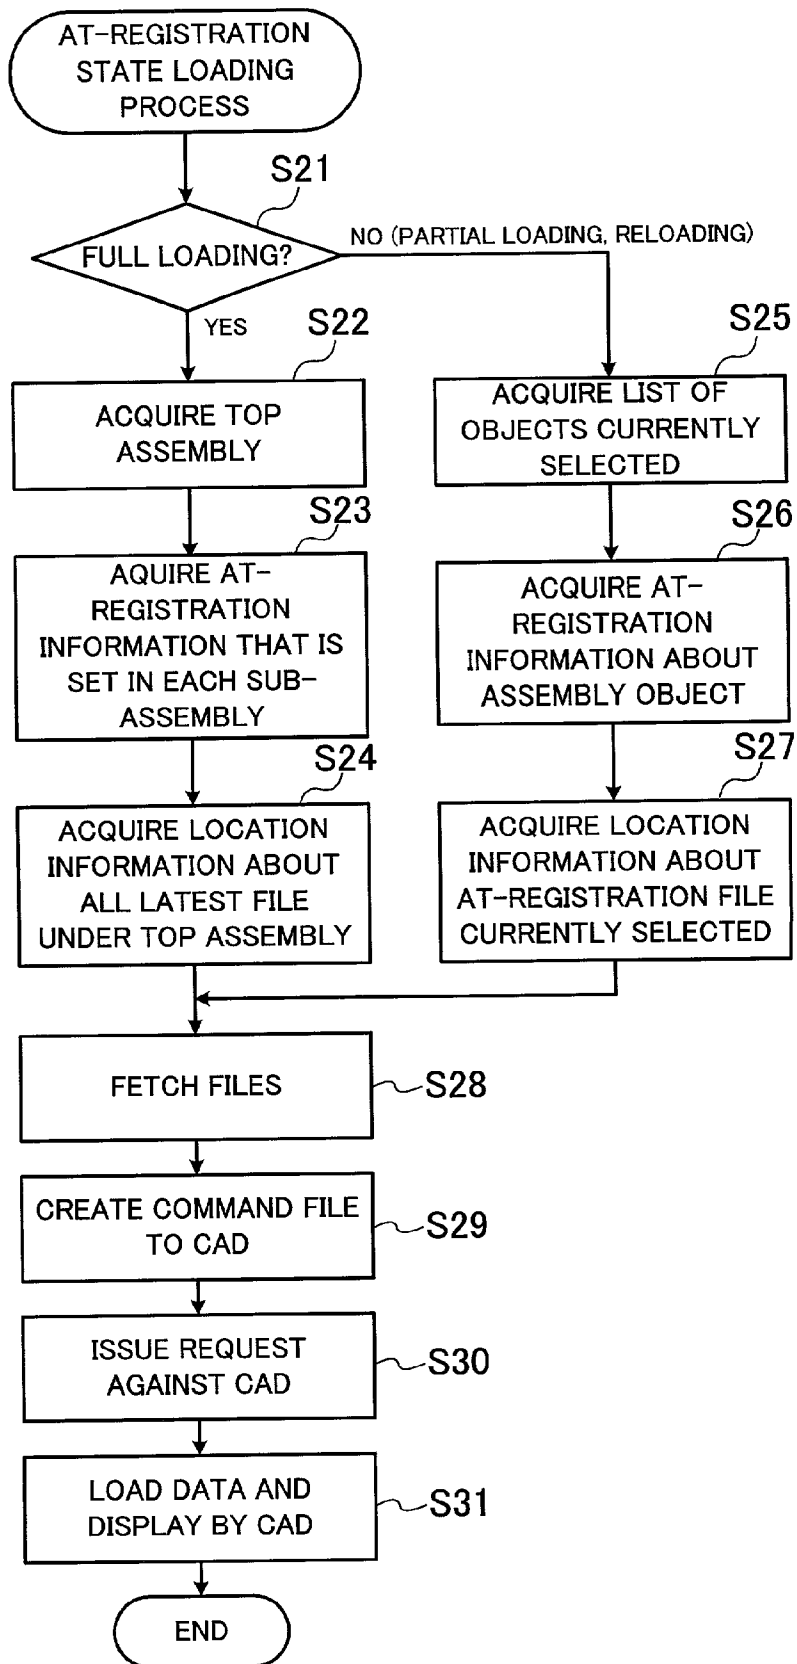 AT-REGISTRATION
STATE LOADING
PROCESS
S21
FULL LOADING?
NO (PARTIAL LOADING, RELOADING)
YES
S22
ACQUIRE TOP
ASSEMBLY
S23
AQUIRE AT-
REGISTRATION
INFORMATION THAT IS
SET IN EACH SUB-
ASSEMBLY
S24
ACQUIRE LOCATION
INFORMATION ABOUT
ALL LATEST FILE
UNDER TOP ASSEMBLY
S25
ACQUIRE LIST OF
OBJECTS CURRENTLY
SELECTED
S26
ACQUIRE AT-
REGISTRATION
INFORMATION ABOUT
ASSEMBLY OBJECT
S27
ACQUIRE LOCATION
INFORMATION ABOUT
AT-REGISTRATION FILE
CURRENTLY SELECTED
FETCH FILES
S28
CREATE COMMAND FILE
TO CAD
S29
ISSUE REQUEST
AGAINST CAD
S30
LOAD DATA AND
DISPLAY BY CAD
S31
END